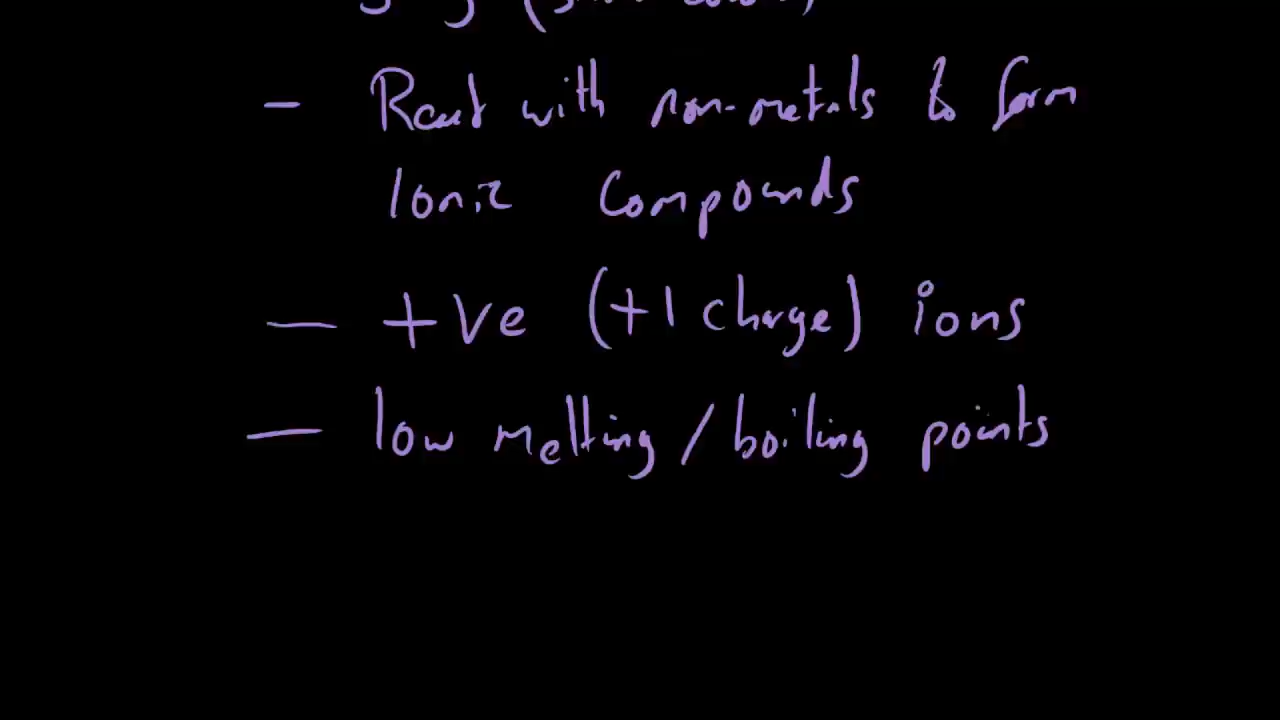 - React with non-metals to form
Ionic compounds
- +ve (+1 charge) ions
- low melting / boiling points